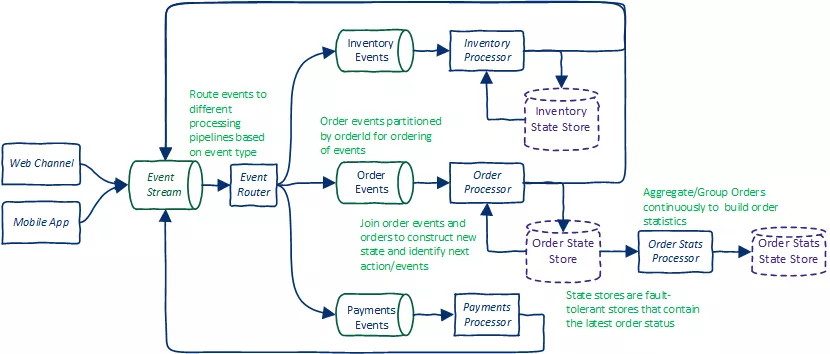 Inventory
Events
Inventory
Processor
Route events to
different
processing
pipelines based
on event type
Order events partitioned
by orderId for ordering
of events
Inventory
State Store
Web Channel
Mobile App
Event
Stream
Event
Router
Order
Events
Order
Processor
Aggregate/Group Orders
continuously to build order
statistics
Join order events and
orders to construct new
state and identify next
action/events
Order State
Store
Order Stats
Processor
Order Stats
State Store
State stores are fault-
tolerant stores that contain
the latest order status
Payments
Events
Payments
Processor